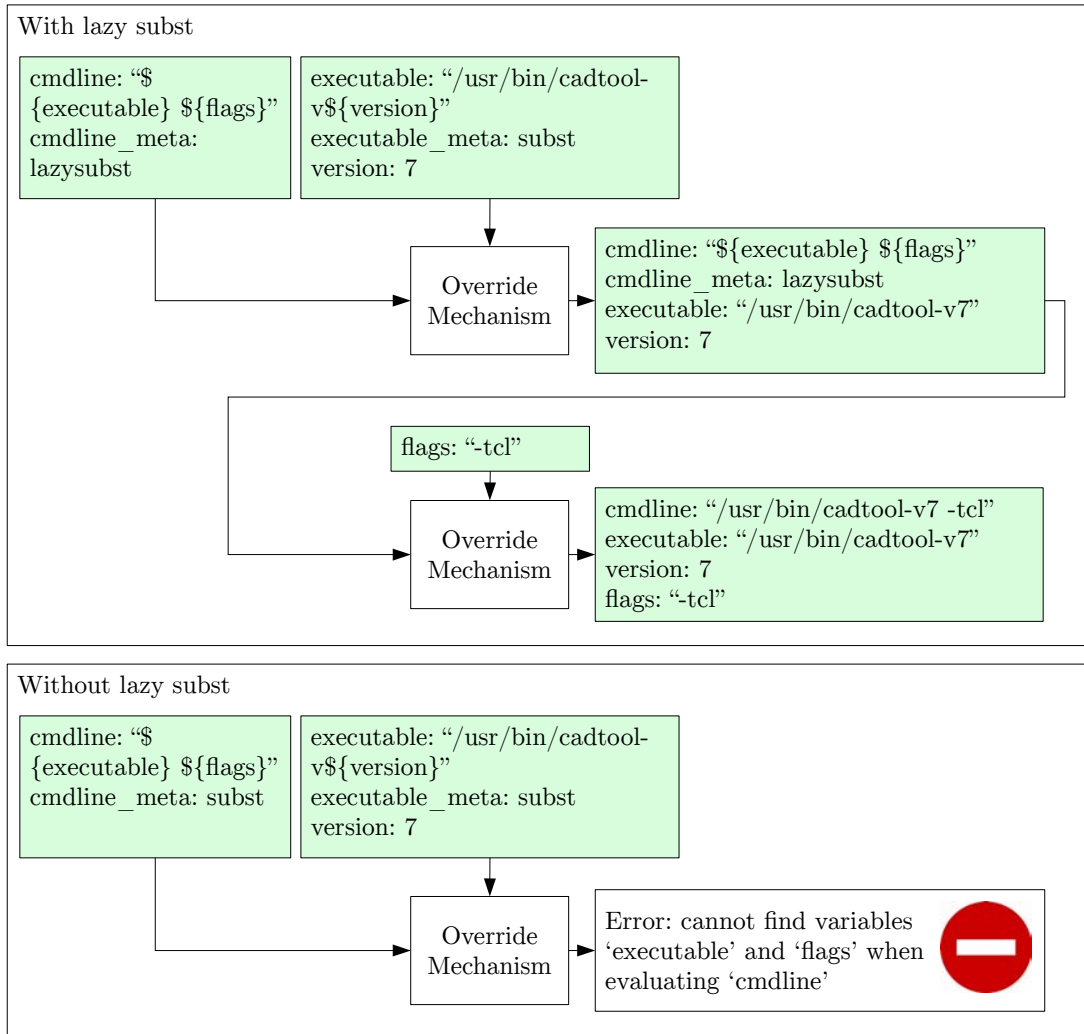 With lazy subst
cmdline: “$
{executable} ${flags}”
cmdline_meta:
lazysubst
executable: “/usr/bin/cadtool-
v${version}”
executable_meta: subst
version: 7
Override
Mechanism
cmdline: “${executable} ${flags}”
cmdline_meta: lazysubst
executable: “/usr/bin/cadtool-v7”
version: 7
flags: “-tcl”
Override
Mechanism
cmdline: “/usr/bin/cadtool-v7 -tcl”
executable: “/usr/bin/cadtool-v7”
version: 7
flags: “-tcl”
Without lazy subst
cmdline: “$
{executable} ${flags}”
cmdline_meta: subst
executable: “/usr/bin/cadtool-
v${version}”
executable_meta: subst
version: 7
Override
Mechanism
Error: cannot find variables
‘executable’ and ‘flags’ when
evaluating ‘cmdline’